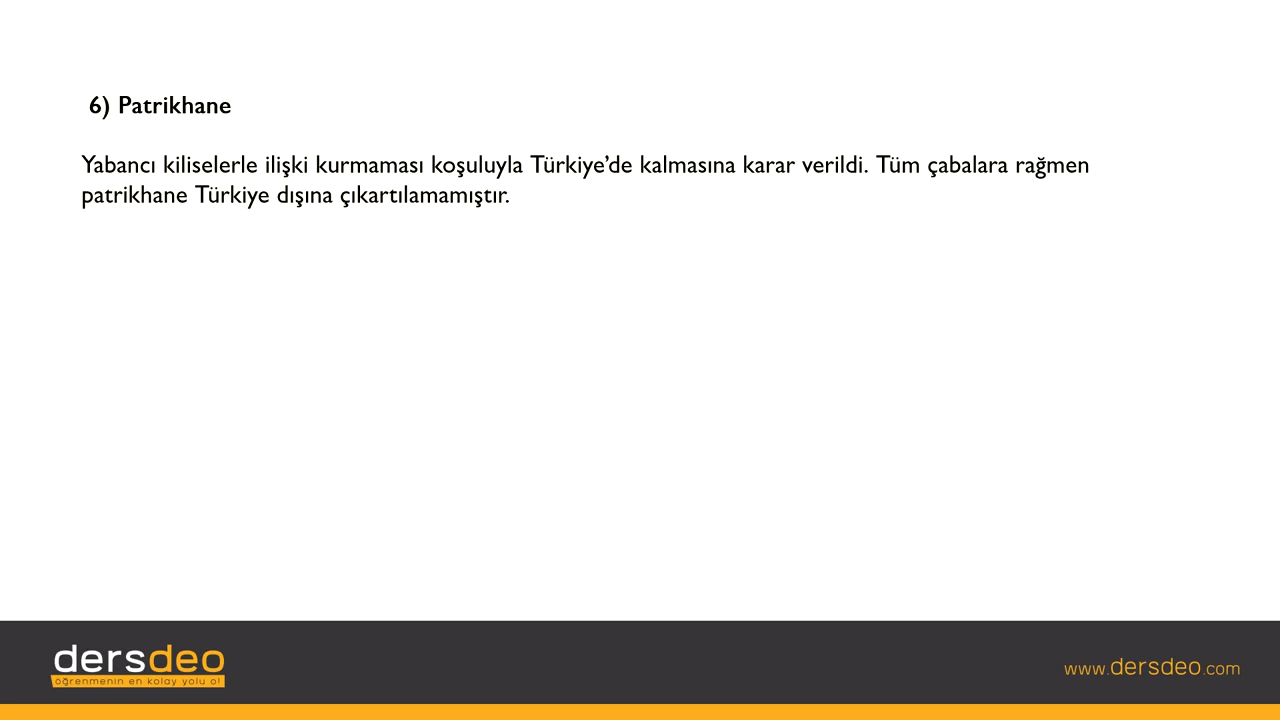 6) Patrikhane
Yabancı kiliselerle ilişki kurmaması koşuluyla Türkiye’de kalmasına karar verildi. Tüm çabalara rağmen
patrikhane Türkiye dışına çıkartılamamıştır.
dersdeo
öğrenmenin en kolay yolu o!
www.dersdeo.com